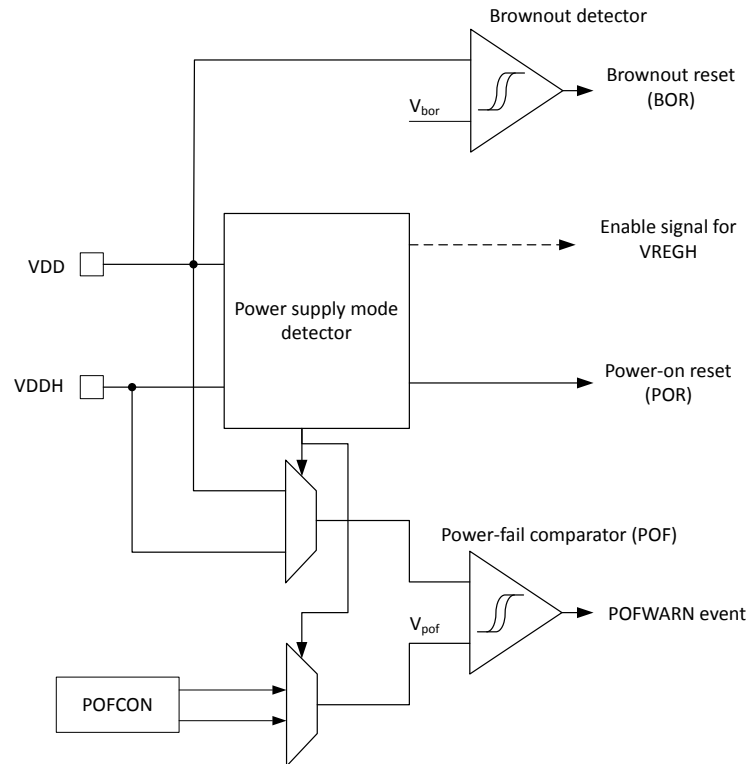 Brownout detector
Brownout reset
(BOR)
Vbor
Enable signal for
VREGH
VDD
Power supply mode
detector
VDDH
Power-on reset
(POR)
Power-fail comparator (POF)
POFWARN event
Vpof
POFCON